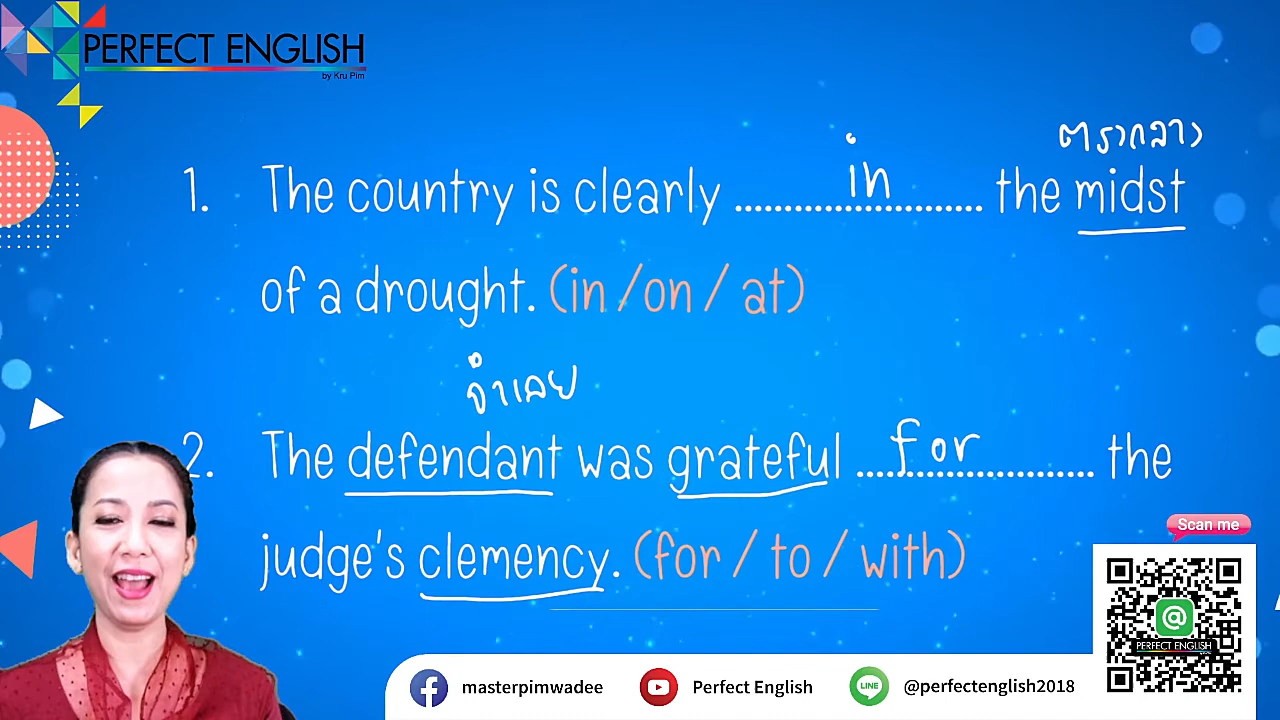 PERFECT ENGLISH
by Kru Pim
ตรงกลาง
1. The country is clearly ........................ in the midst
of a drought. (in / on / at)
จำเลย
2. The defendant was grateful ........................ for the
judge's clemency. (for / to / with)
Scan me
PERFECT ENGLISH
masterpimwadee Perfect English LINE @perfectenglish2018